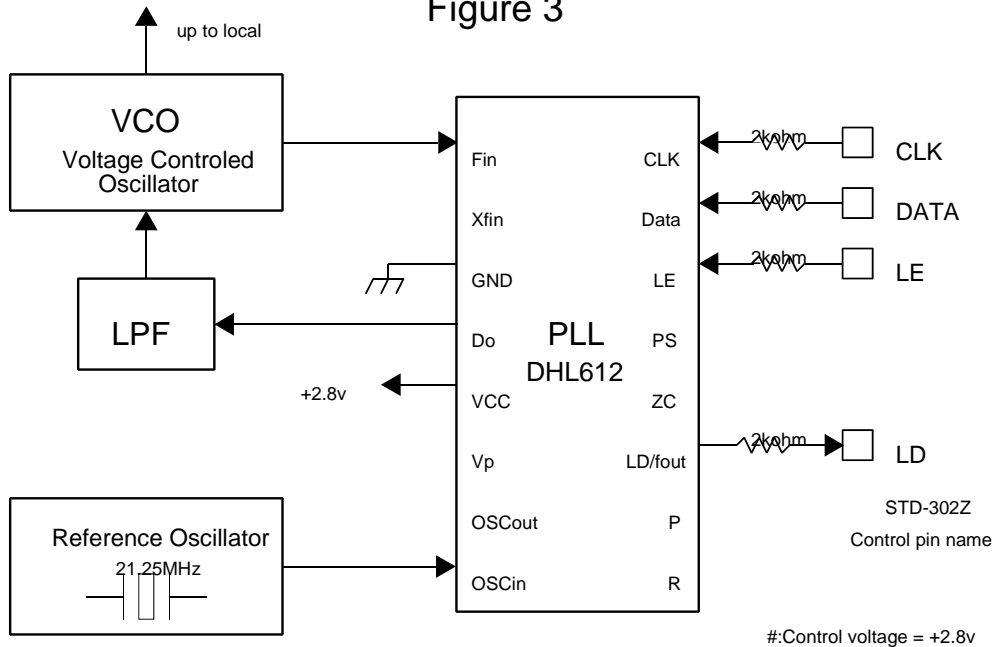 Figure 3
up to local
VCO
Voltage Controled
Oscillator
LPF
+2.8v
Reference Oscillator
21.25MHz
Fin
Xfin
GND
Do
VCC
Vp
OSCout
OSCin
PLL
DHL612
CLK
Data
LE
PS
ZC
LD/fout
P
R
2kohm
CLK
2kohm
DATA
2kohm
LE
2kohm
LD
STD-302Z
Control pin name
#:Control voltage = +2.8v